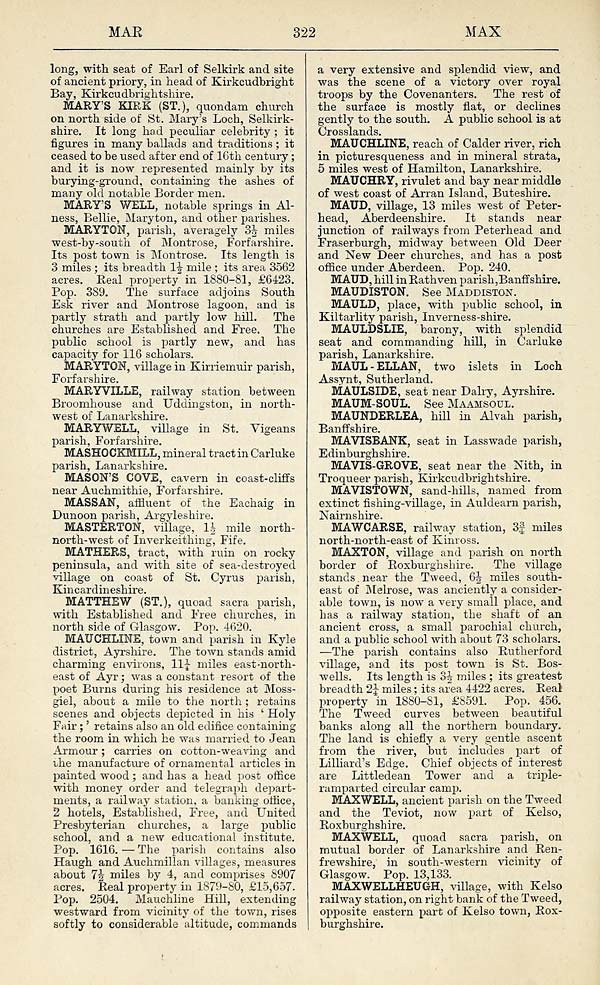 MAR 322 MAX
long, with seat of Earl of Selkirk and site
of ancient priory, in head of Kirkcudbright
Bay, Kirkcudbrightshire.
MARY'S KIRK (ST.), quondam church
on north side of St. Mary's Loch, Selkirk-
shire. It long had peculiar celebrity; it
figures in many ballads and traditions; it
ceased to be used after end of 16th century;
and it is now represented mainly by its
burying-ground, containing the ashes of
many old notable Border men.
MARY'S WELL, notable springs in Al-
ness, Bellie, Maryton, and other parishes.
MARYTON, parish, averagely 3½ miles
west-by-south of Montrose, Forfarshire.
Its post town is Montrose. Its length is
3 miles; its breadth 1½ mile; its area 3562
acres. Real property in 1880-81, £6423.
Pop. 389. The surface adjoins South
Esk river and Montrose lagoon, and is
partly strath and partly low hill. The
churches are Established and Free. The
public school is partly new, and has
capacity for 116 scholars.
MARYTON, village in Kirriemuir parish,
Forfarshire.
MARYVILLE, railway station between
Broomhouse and Uddingston, in north-
west of Lanarkshire.
MARYWELL, village in St. Vigeans
parish, Forfarshire.
MASHOCKMILL, mineral tract in Carluke
parish, Lanarkshire.
MASON'S COVE, cavern in coast-cliffs
near Auchmithie, Forfarshire.
MASSAN, affluent of the Eachaig in
Dunoon parish, Argyleshire.
MASTERTON, village, 1½ mile north-
north-west of Inverkeithing, Fife.
MATHERS, tract, with ruin on rocky
peninsula, and with site of sea-destroyed
village on coast of St. Cyrus parish,
Kincardineshire.
MATTHEW (ST.), quoad sacra parish,
with Established and Free churches, in
north side of Glasgow. Pop. 4620.
MAUCHLINE, town and parish in Kyle
district, Ayrshire. The town stands amid
charming environs, 11¼ miles east-north-
east of Ayr; was a constant resort of the
poet Burns during his residence at Moss-
giel, about a mile to the north; retains
scenes and objects depicted in his 'Holy
Fair;' retains also an old edifice containing
the room in which he was married to Jean
Armour; carries on cotton-weaving and
the manufacture of ornamental articles in
painted wood; and has a head post office
with money order and telegraph depart-
ments, a railway station, a banking office,
2 hotels, Established, Free, and United
Presbyterian churches, a large public
school, and a new educational institute.
Pop. 1616. — The parish contains also
Haugh and Auchmillan villages, measures
about 7½ miles by 4, and comprises 8907
acres. Real property in 1879-80, £15,657.
Pop. 2504. Mauchline Hill, extending
westward from vicinity of the town, rises
softly to considerable altitude, commands
a very extensive and splendid view, and
was the scene of a victory over royal
troops by the Covenanters. The rest of
the surface is mostly flat, or declines
gently to the south. A public school is at
Crosslands.
MAUCHLINE, reach of Calder river, rich
in picturesqueness and in mineral strata,
5 miles west of Hamilton, Lanarkshire.
MAUCHRY, rivulet and bay near middle
of west coast of Arran Island, Buteshire.
MAUD, village, 13 miles west of Peter-
head, Aberdeenshire. It stands near
junction of railways from Peterhead and
Fraserburgh, midway between Old Deer
and New Deer churches, and has a post
office under Aberdeen. Pop. 240.
MAUD, hill in Rathven parish, Banffshire.
MAUDISTON. See MADDISTON.
MAULD, place, with public school, in
Kiltarlity parish, Inverness-shire.
MAULDSLIE, barony, with splendid
seat and commanding hill, in Carluke
parish, Lanarkshire.
MAUL-ELLAN, two islets in Loch
Assynt, Sutherland.
MAULSIDE, seat near Dalry, Ayrshire.
MAUM-SOUL. See MAAMSOUL.
MAUNDERLEA, hill in Alvah parish,
Banffshire.
MAVISBANK, seat in Lasswade parish,
Edinburghshire.
MAVIS-GROVE, seat near the Nith, in
Troqueer parish, Kirkcudbrightshire.
MAVISTOWN, sand-hills, named from
extinct fishing-village, in Auldearn parish,
Nairnshire.
MAWCARSE, railway station, 3¾ miles
north-north-east of Kinross.
MAXTON, village and parish on north
border of Roxburghshire. The village
stands near the Tweed, 6½ miles south-
east of Melrose, was anciently a consider-
able town, is now a very small place, and
has a railway station, the shaft of an
ancient cross, a small parochial church,
and a public school with about 73 scholars.
—The parish contains also Rutherford
village, and its post town is St. Bos-
wells. Its length is 3½ miles; its greatest
breadth 2¼ miles; its area 4422 acres. Real
property in 1880-81, £8591. Pop. 456.
The Tweed curves between beautiful
banks along all the northern boundary.
The land is chiefly a very gentle ascent
from the river, but includes part of
Lilliard's Edge. Chief objects of interest
are Littledean Tower and a triple-
ramparted circular camp.
MAXWELL, ancient parish on the Tweed
and the Teviot, now part of Kelso,
Roxburghshire.
MAXWELL, quoad sacra parish, on
mutual border of Lanarkshire and Ren-
frewshire, in south-western vicinity of
Glasgow. Pop. 13,133.
MAXWELLHEUGH, village, with Kelso
railway station, on right bank of the Tweed,
opposite eastern part of Kelso town, Rox-
burghshire.